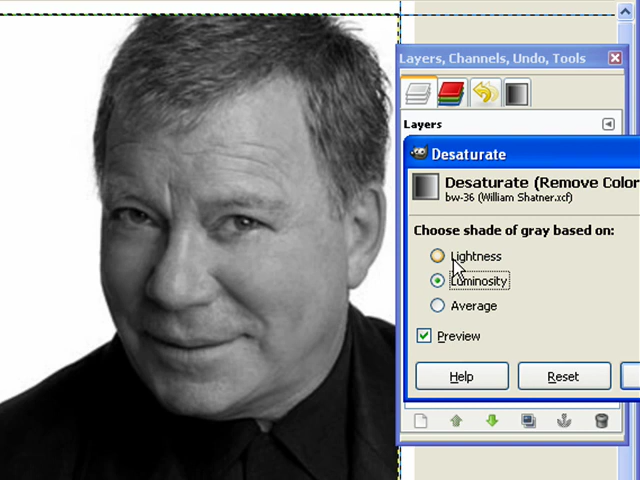 Layers, Channels, Undo, Tools
Layers
Desaturate
Desaturate (Remove Color
bw-36 (William Shatner.xcf)
Choose shade of gray based on:
Lightness
Luminosity
Average
Preview
Help
Reset